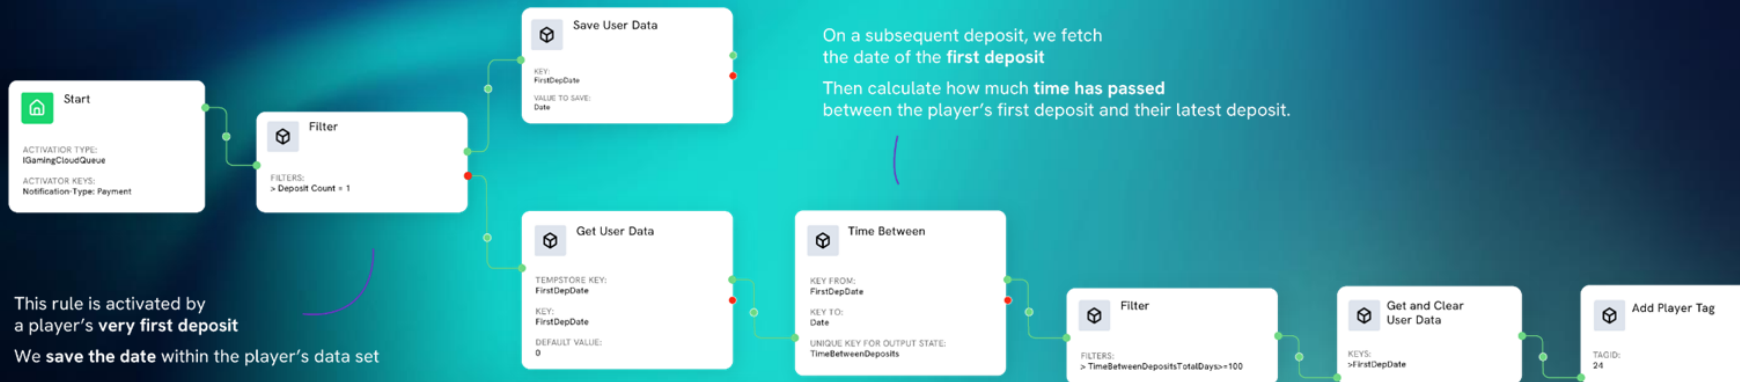 Start
ACTIVATIOR TYPE:
IGamingCloudQueue
ACTIVATOR KEYS:
Notification-Type: Payment
Filter
FILTERS:
> Deposit Count = 1
Save User Data
KEY:
FirstDepDate
VALUE TO SAVE:
Date
On a subsequent deposit, we fetch
the date of the first deposit
Then calculate how much time has passed
between the player's first deposit and their latest deposit.
This rule is activated by
a player's very first deposit
We save the date within the player's data set
Get User Data
TEMPSTORE KEY:
FirstDepDate
KEY:
FirstDepDate
DEFAULT VALUE:
0
Time Between
KEY FROM:
FirstDepDate
KEY TO:
Date
UNIQUE KEY FOR OUTPUT STATE:
TimeBetweenDeposits
Filter
FILTERS:
> TimeBetweenDepositsTotalDays>=100
Get and Clear
User Data
KEYS:
>FirstDepDate
Add Player Tag
TAGID:
24